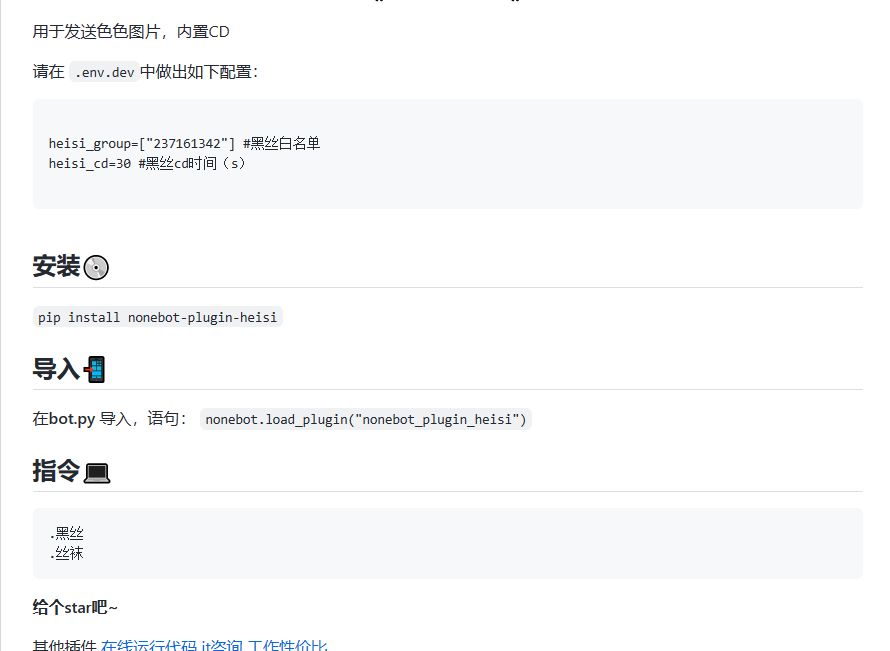 用于发送色色图片，内置CD
请在 .env.dev 中做出如下配置：
heisi_group=["237161342"] #黑丝白名单
heisi_cd=30 #黑丝cd时间（s）
安装
pip install nonebot-plugin-heisi
导入
在bot.py 导入，语句： nonebot.load_plugin("nonebot_plugin_heisi")
指令
.黑丝
.丝袜
给个star吧~
其他插件 在线运行代码 it咨询 工作性价比